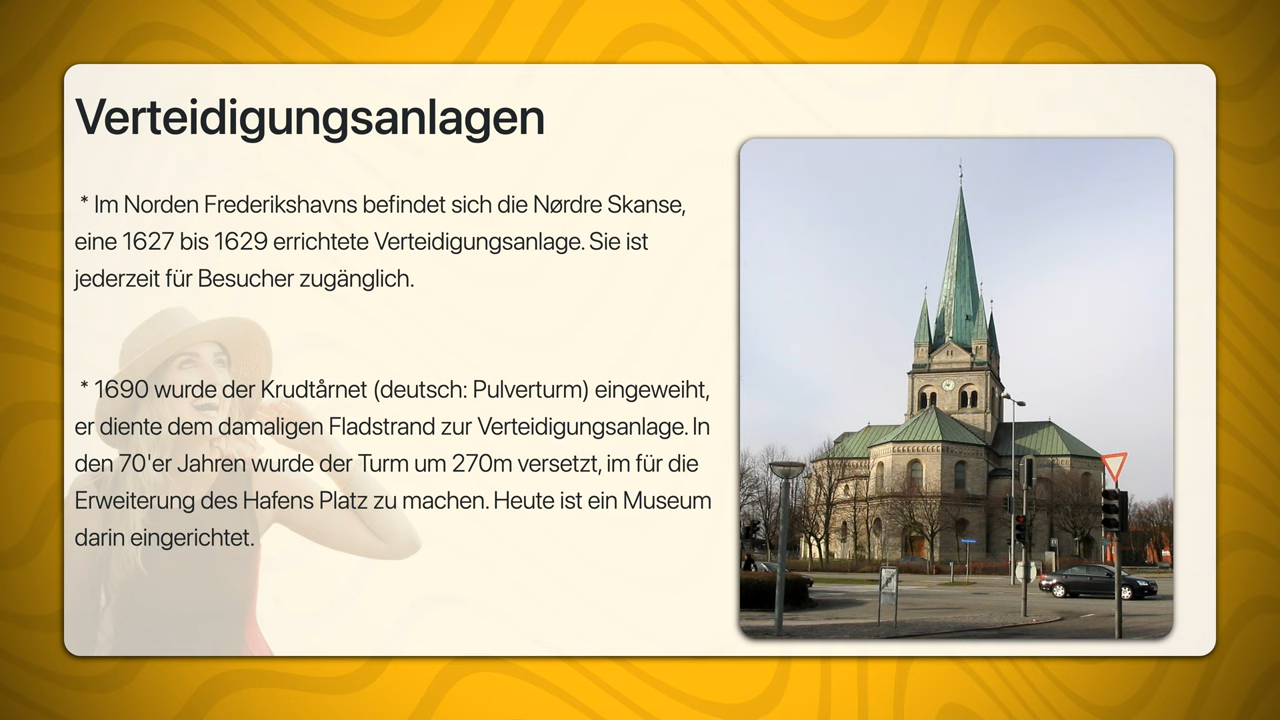 Verteidigungsanlagen
* Im Norden Frederikshavns befindet sich die Nørdre Skanse,
eine 1627 bis 1629 errichtete Verteidigungsanlage. Sie ist
jederzeit für Besucher zugänglich.
* 1690 wurde der Krudtårnet (deutsch: Pulverturm) eingeweiht,
er diente dem damaligen Fladstrand zur Verteidigungsanlage. In
den 70'er Jahren wurde der Turm um 270m versetzt, im für die
Erweiterung des Hafens Platz zu machen. Heute ist ein Museum
darin eingerichtet.